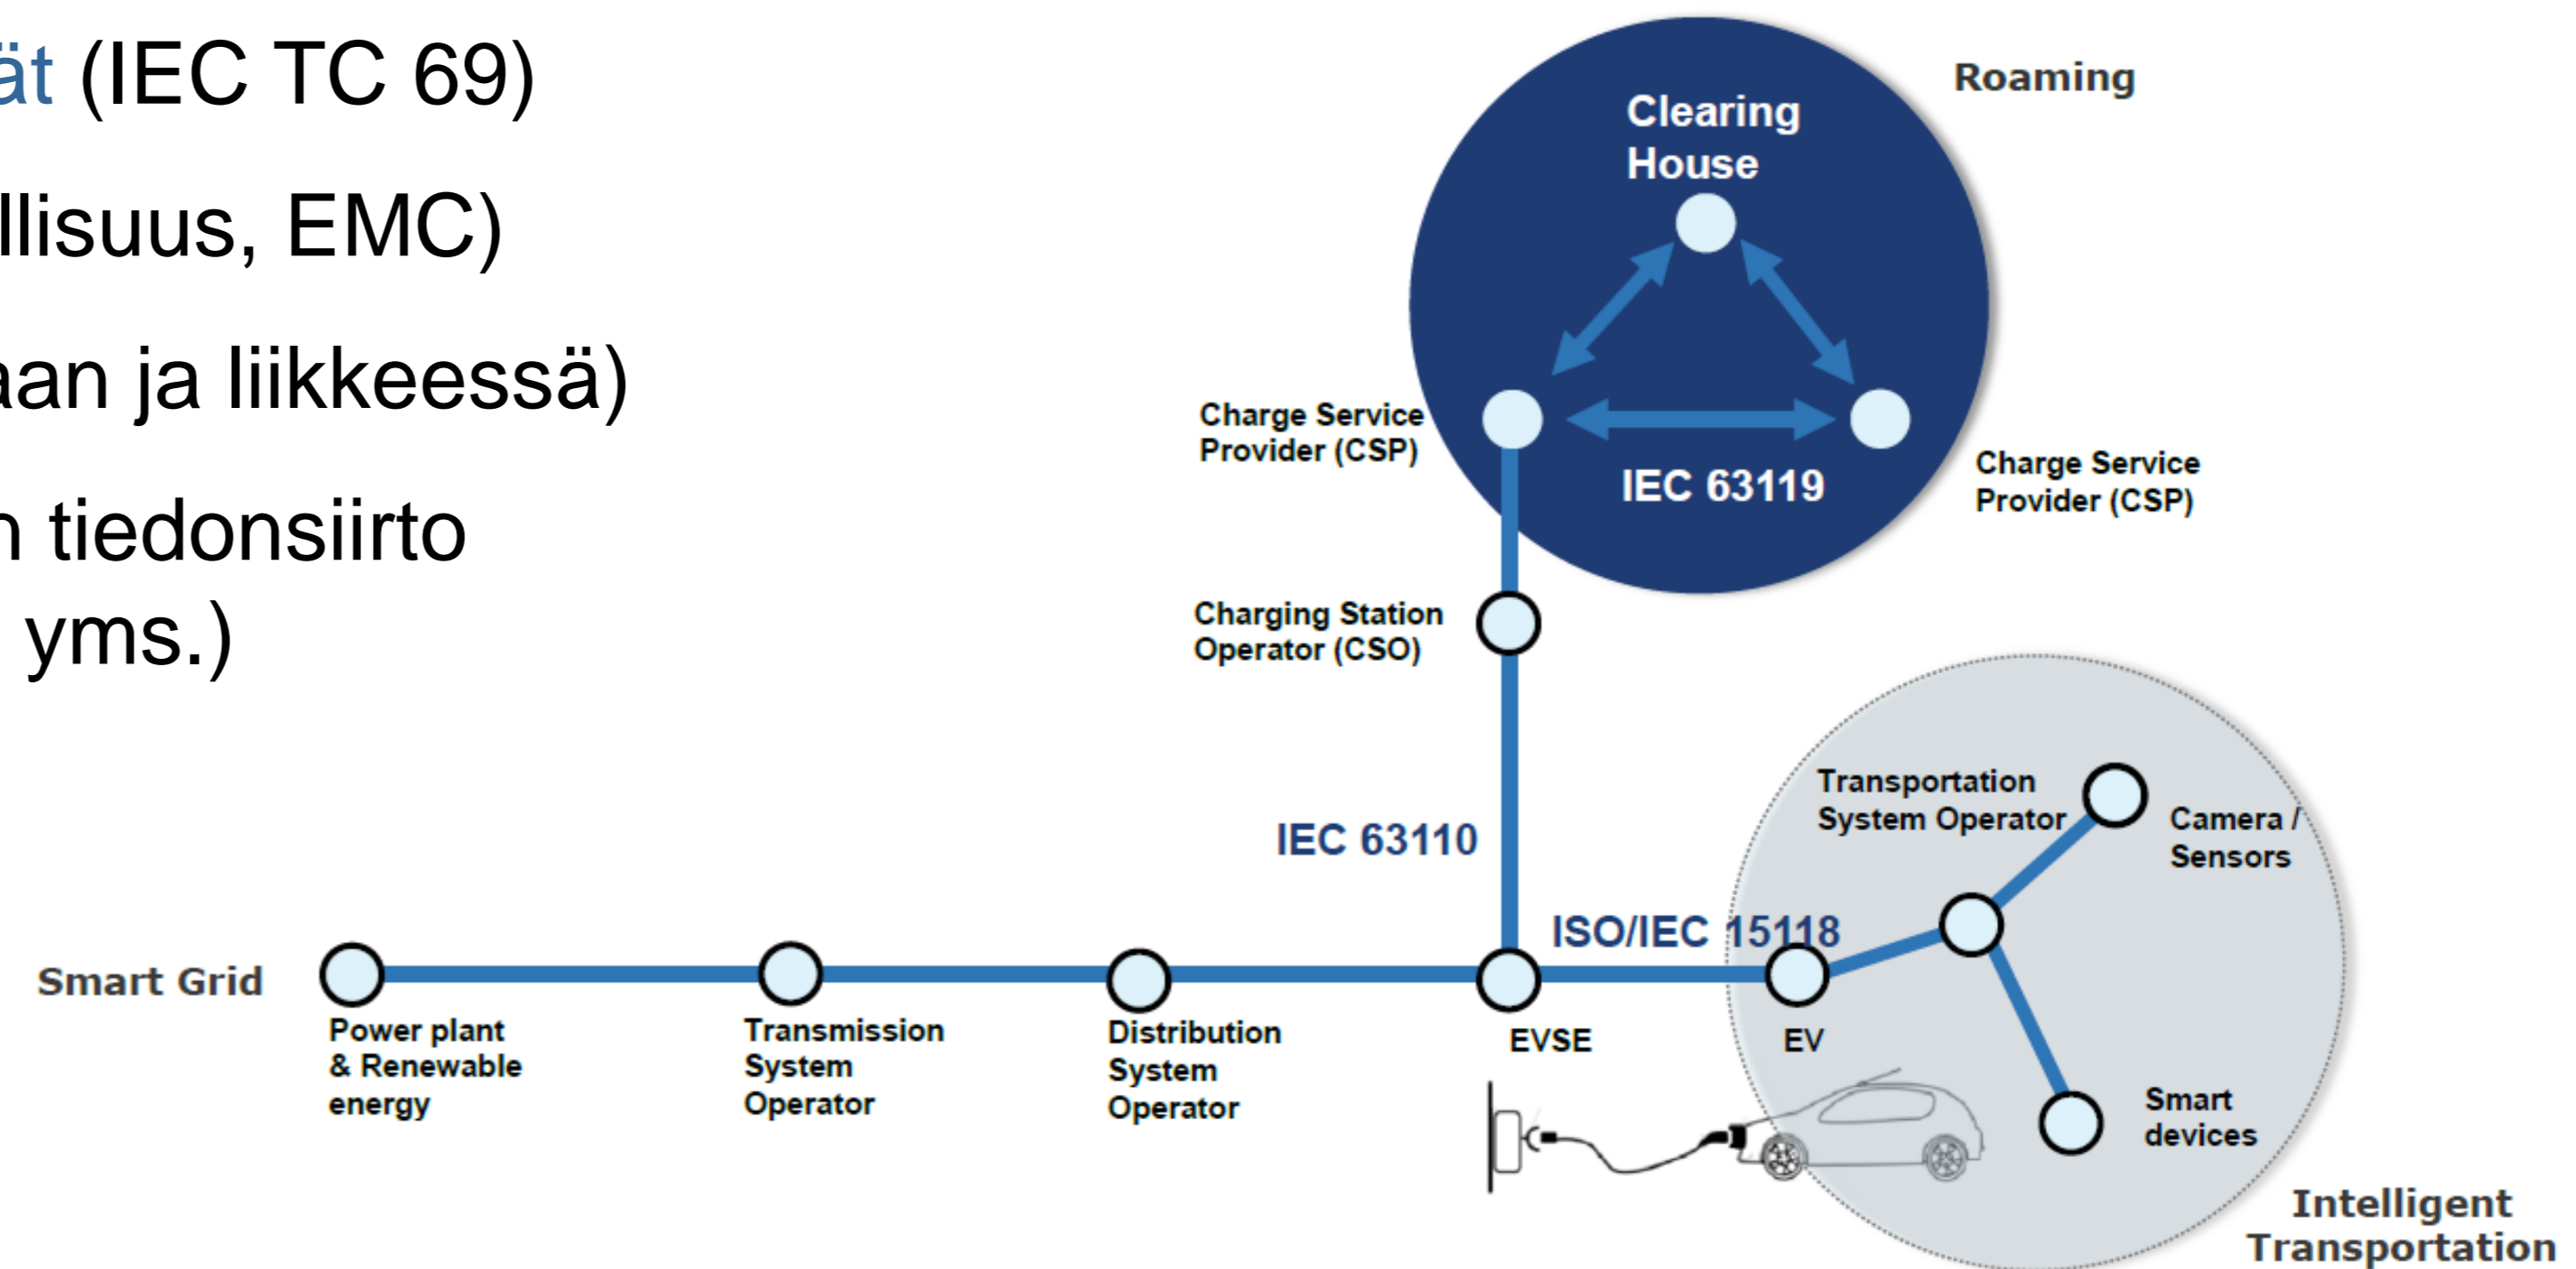 ät (IEC TC 69)
llisuus, EMC)
aan ja liikkeessä)
n tiedonsiirto
yms.)
Roaming
Clearing
House
Charge Service
Provider (CSP)
IEC 63119
Charge Service
Provider (CSP)
Charging Station
Operator (CSO)
IEC 63110
ISO/IEC 15118
Transportation
System Operator
Camera /
Sensors
Smart Grid
Power plant
& Renewable
energy
Transmission
System
Operator
Distribution
System
Operator
EVSE
EV
Smart
devices
Intelligent
Transportation